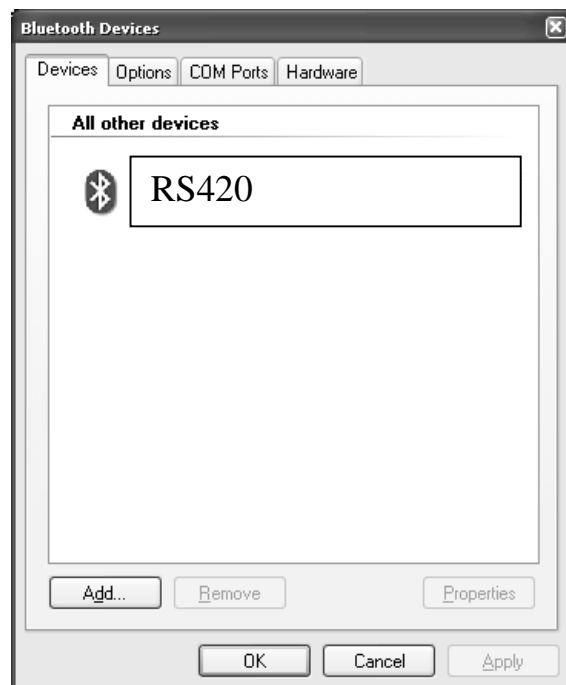 Bluetooth Devices
Devices Options COM Ports Hardware
All other devices
RS420
Add... Remove Properties
OK Cancel Apply